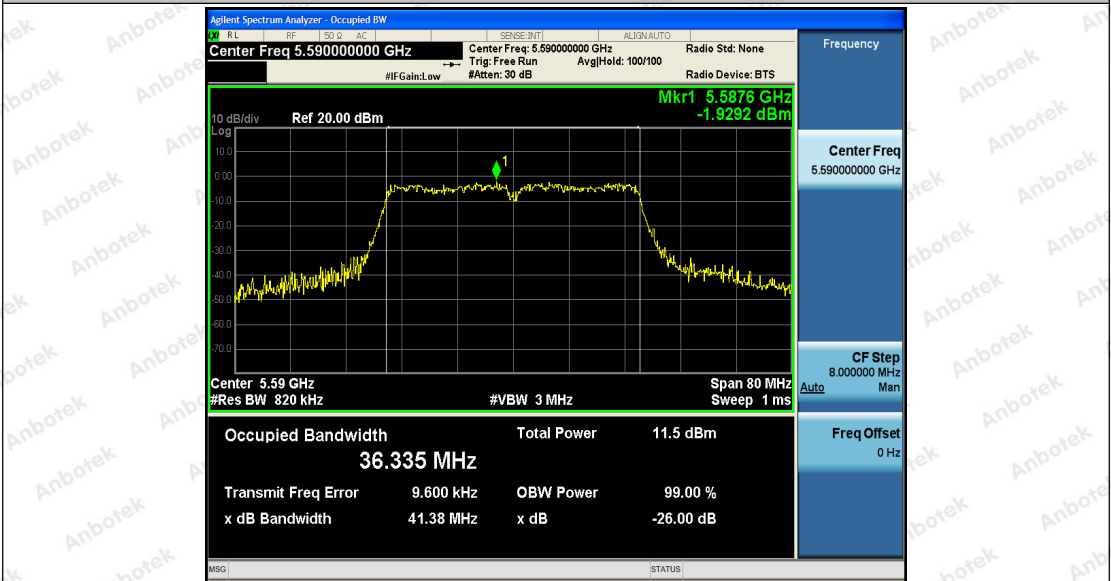 Agilent Spectrum Analyzer - Occupied BW
RL RF 50 Ω AC SENSE:INT ALIGN AUTO
Center Freq 5.590000000 GHz
Center Freq: 5.590000000 GHz Radio Std: None
Trig: Free Run Avg|Hold: 100/100
#IFGain:Low #Atten: 30 dB Radio Device: BTS
Mkr1 5.5876 GHz
-1.9292 dBm
10 dB/div Ref 20.00 dBm
Log
10.0
0.00
1
-10.0
-20.0
-30.0
-40.0
-50.0
-60.0
-70.0
Center 5.59 GHz Span 80 MHz
#Res BW 820 kHz #VBW 3 MHz Sweep 1 ms
Occupied Bandwidth Total Power 11.5 dBm
36.335 MHz
Transmit Freq Error 9.600 kHz OBW Power 99.00 %
x dB Bandwidth 41.38 MHz x dB -26.00 dB
MSG STATUS
Frequency
Center Freq
5.590000000 GHz
CF Step
8.000000 MHz
Auto Man
Freq Offset
0 Hz
Anbotek